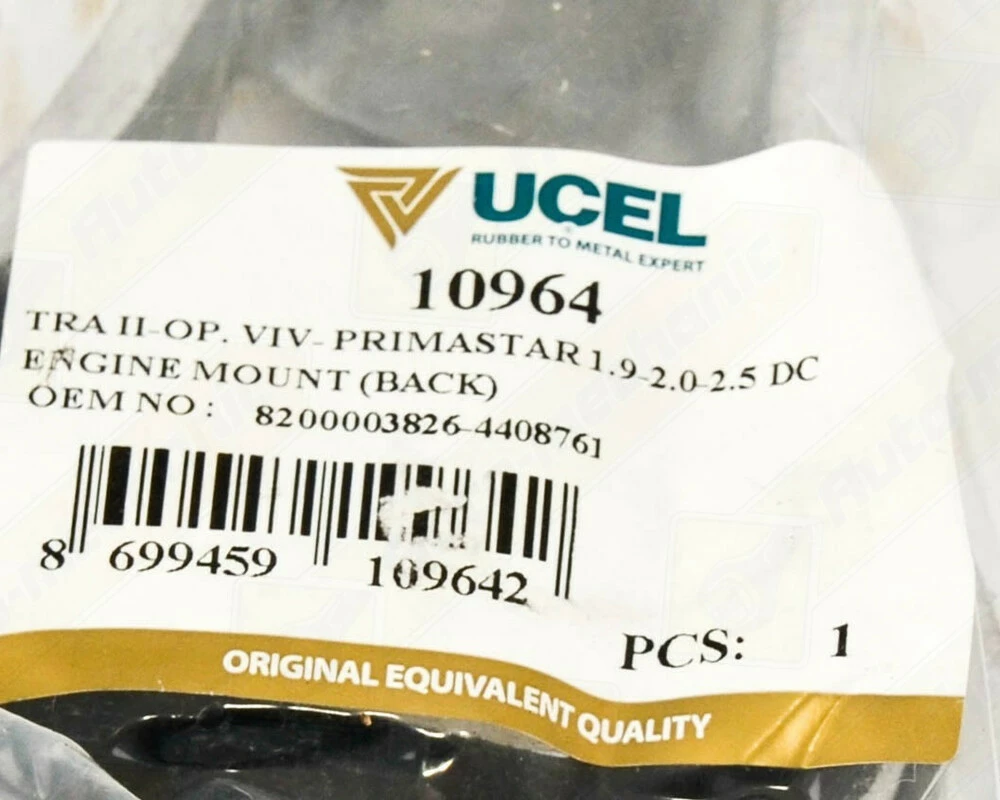 UCEL
RUBBER TO METAL EXPERT
10964
TRA II-OP. VIV- PRIMASTAR 1.9-2.0-2.5 DC
ENGINE MOUNT (BACK)
OEM NO : 8200003826-4408761
8 699459 109642
PCS: 1
ORIGINAL EQUIVALENT QUALITY